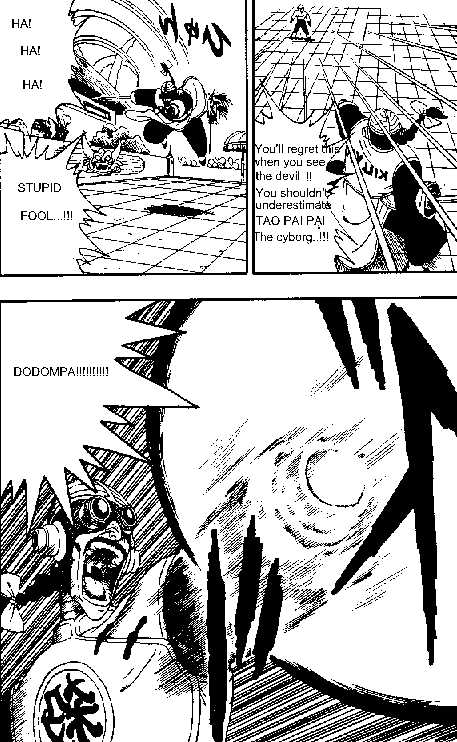 You'll regret this
when you see
the devil !!
You shouldn't
underestimate
TAO PAI PAI
The cyborg..!!!
HA!
HA!
HA!
STUPID
FOOL...!!!
DODOMPA!!!!!!!!!!